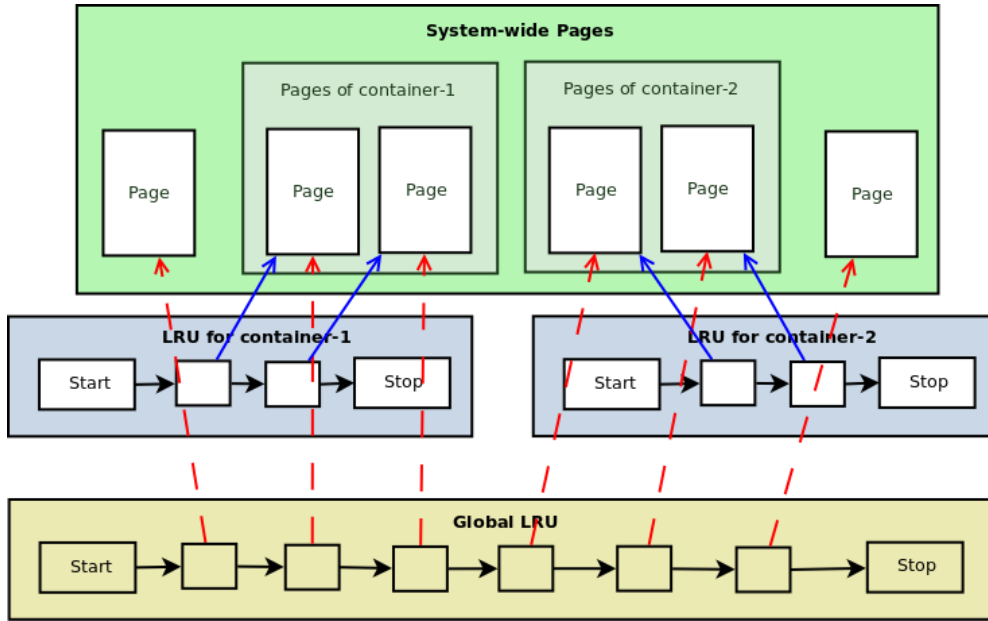 System-wide Pages
Pages of container-1
Pages of container-2
Page
Page
Page
Page
Page
Page
LRU for container-1
Start
Stop
LRU for container-2
Start
Stop
Global LRU
Start
Stop